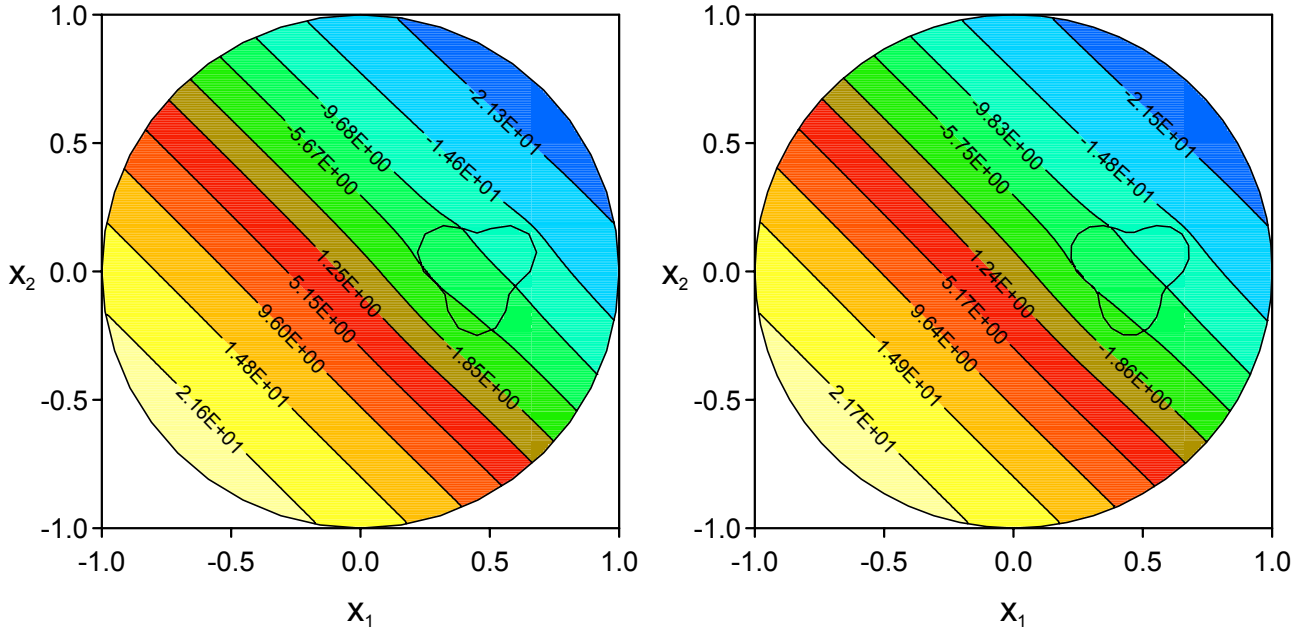 1.0
0.5
0.0
-0.5
-1.0
x2
-2.13E+01
-1.46E+01
-9.68E+00
-5.67E+00
-1.85E+00
1.25E+00
5.15E+00
9.60E+00
1.48E+01
2.16E+01
-1.0 -0.5 0.0 0.5 1.0
x1
1.0
0.5
0.0
-0.5
-1.0
x2
-2.15E+01
-1.48E+01
-9.83E+00
-5.75E+00
-1.86E+00
1.24E+00
5.17E+00
9.64E+00
1.49E+01
2.17E+01
-1.0 -0.5 0.0 0.5 1.0
x1